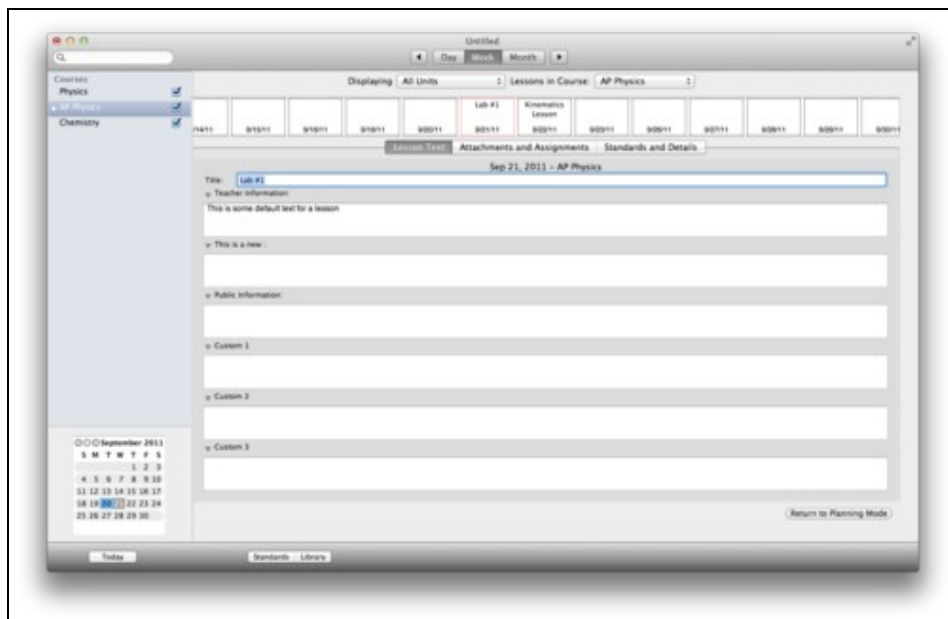 Untitled
Day Week Month
Courses
Physics
AP Physics
Chemistry
Displaying All Units Lessons in Course: AP Physics
Lab #1 Kinematics
Lesson
9/15/11 9/19/11 9/20/11 9/21/11 9/22/11 9/23/11 9/26/11 9/27/11 9/28/11 9/29/11
Lesson Text Attachments and Assignments Standards and Details
Sep 21, 2011 – AP Physics
Title: Lab #1
Teacher Information:
This is some default text for a lesson
This is a new :
Public Information:
Custom 1
Custom 2
Custom 3
September 2011
S M T W T F S
1 2 3
4 5 6 7 8 9 10
11 12 13 14 15 16 17
18 19 20 21 22 23 24
25 26 27 28 29 30
Return to Planning Mode
Today Standards Library